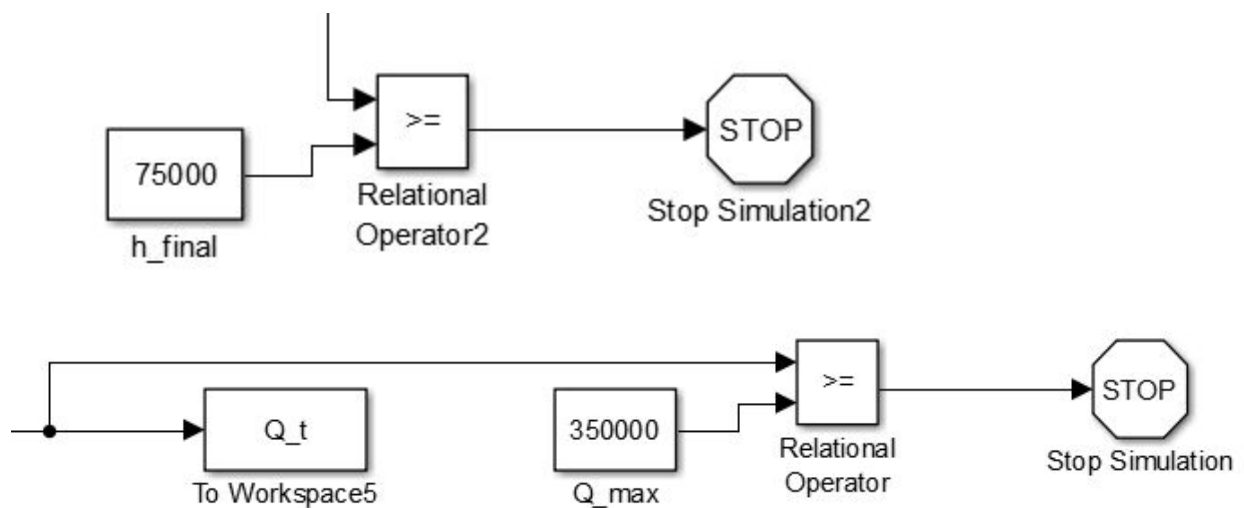 >=
STOP
75000
Relational
Operator2
Stop Simulation2
h_final
>=
STOP
Q_t
350000
Relational
Operator
Stop Simulation
To Workspace5
Q_max